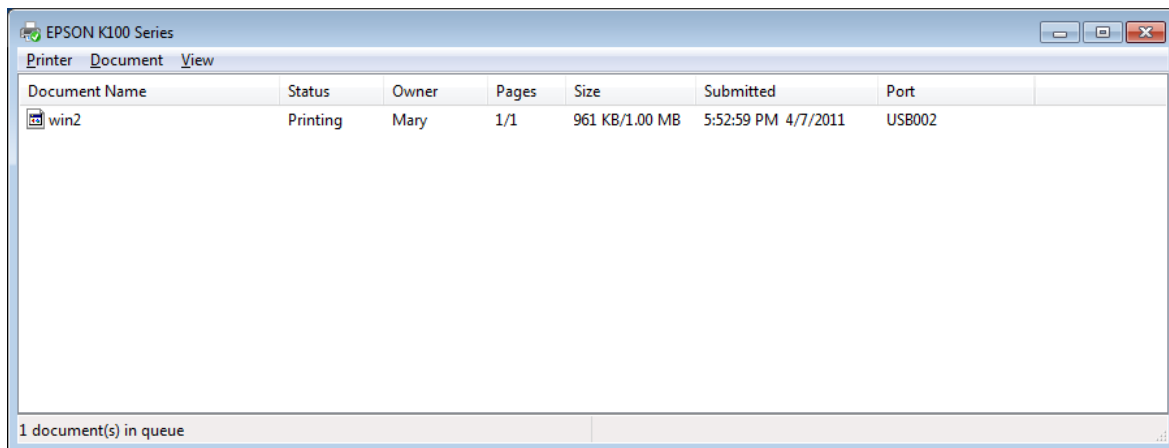 EPSON K100 Series
Printer Document View
Document Name Status Owner Pages Size Submitted Port
win2 Printing Mary 1/1 961 KB/1.00 MB 5:52:59 PM 4/7/2011 USB002
1 document(s) in queue